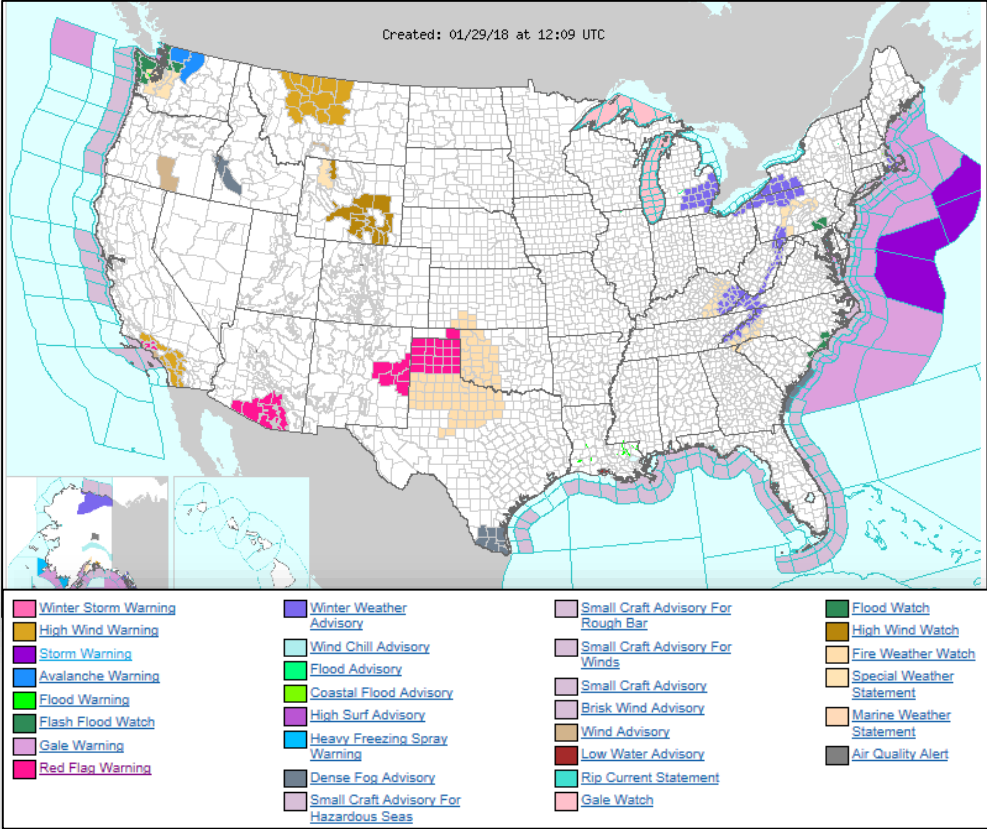 Created: 01/29/18 at 12:09 UTC
Winter Storm Warning
High Wind Warning
Storm Warning
Avalanche Warning
Flood Warning
Flash Flood Watch
Gale Warning
Red Flag Warning
Winter Weather
Advisory
Wind Chill Advisory
Flood Advisory
Coastal Flood Advisory
High Surf Advisory
Heavy Freezing Spray
Warning
Dense Fog Advisory
Small Craft Advisory For
Hazardous Seas
Small Craft Advisory For
Rough Bar
Small Craft Advisory For
Winds
Small Craft Advisory
Brisk Wind Advisory
Wind Advisory
Low Water Advisory
Rip Current Statement
Gale Watch
Flood Watch
High Wind Watch
Fire Weather Watch
Special Weather
Statement
Marine Weather
Statement
Air Quality Alert